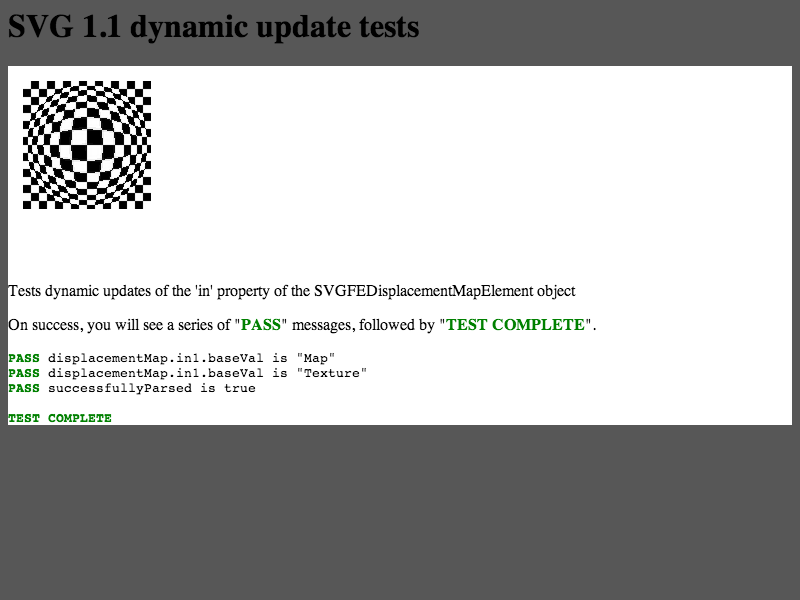 SVG 1.1 dynamic update tests
Tests dynamic updates of the 'in' property of the SVGFEDisplacementMapElement object
On success, you will see a series of "PASS" messages, followed by "TEST COMPLETE".
PASS displacementMap.in1.baseVal is "Map"
PASS displacementMap.in1.baseVal is "Texture"
PASS successfullyParsed is true
TEST COMPLETE